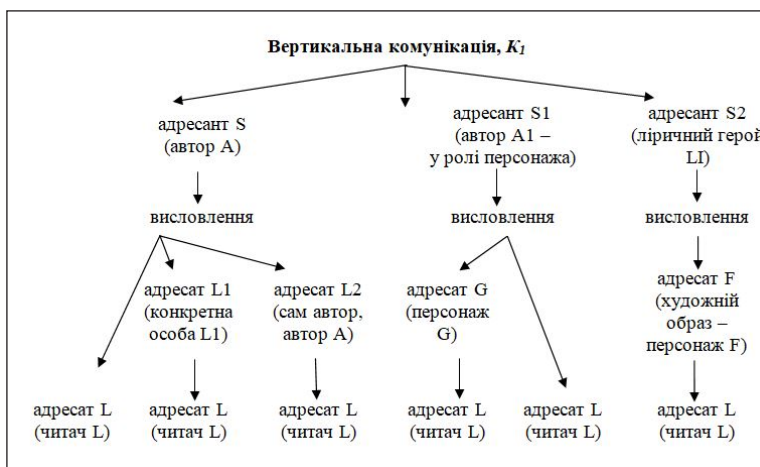 Вертикальна комунікація, K1
адресант S
(автор A)
адресант S1
(автор A1 –
у ролі персонажа)
адресант S2
(ліричний герой
LI)
висловлення
висловлення
висловлення
адресат L1
(конкретна
особа L1)
адресат L2
(сам автор,
автор A)
адресат G
(персонаж
G)
адресат F
(художній
образ –
персонаж F)
адресат L
(читач L)
адресат L
(читач L)
адресат L
(читач L)
адресат L
(читач L)
адресат L
(читач L)
адресат L
(читач L)